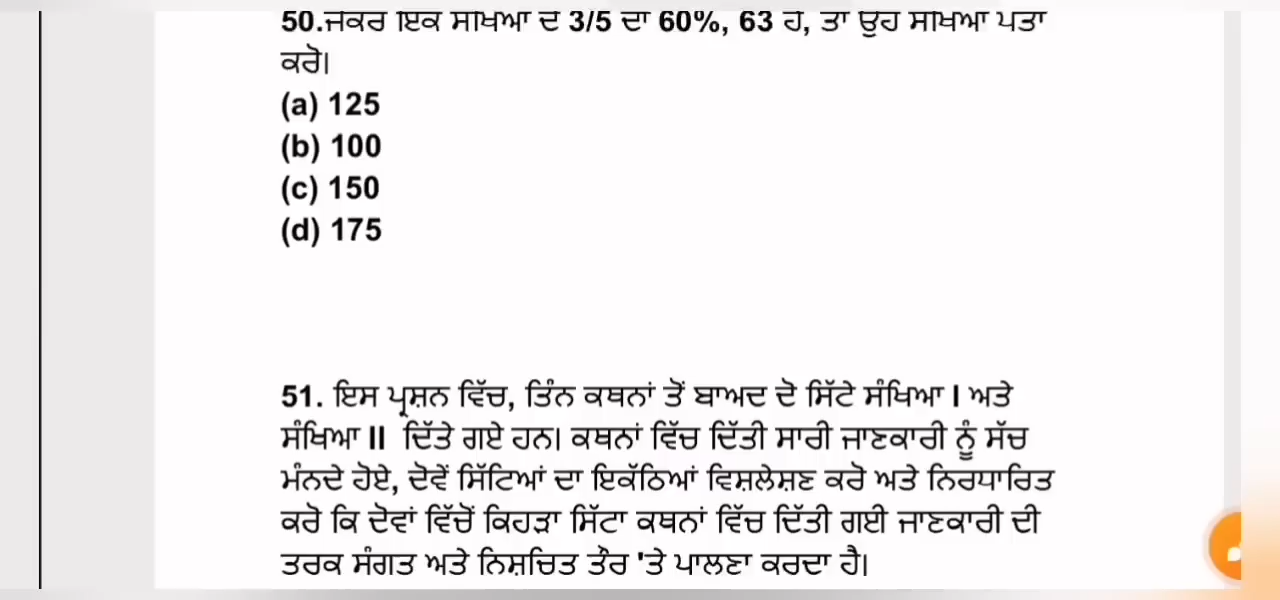 50.ਜੇਕਰ ਇਕ ਸੰਖਿਆ ਦੇ 3/5 ਦਾ 60%, 63 ਹੈ, ਤਾਂ ਉਹ ਸੰਖਿਆ ਪਤਾ
ਕਰੋ।
(a) 125
(b) 100
(c) 150
(d) 175
51. ਇਸ ਪ੍ਰਸ਼ਨ ਵਿੱਚ, ਤਿੰਨ ਕਥਨਾਂ ਤੋਂ ਬਾਅਦ ਦੋ ਸਿੱਟੇ ਸੰਖਿਆ I ਅਤੇ
ਸੰਖਿਆ II ਦਿੱਤੇ ਗਏ ਹਨ। ਕਥਨਾਂ ਵਿੱਚ ਦਿੱਤੀ ਸਾਰੀ ਜਾਣਕਾਰੀ ਨੂੰ ਸੱਚ
ਮੰਨਦੇ ਹੋਏ, ਦੋਵੇਂ ਸਿੱਟਿਆਂ ਦਾ ਇਕੱਠਿਆਂ ਵਿਸ਼ਲੇਸ਼ਣ ਕਰੋ ਅਤੇ ਨਿਰਧਾਰਿਤ
ਕਰੋ ਕਿ ਦੋਵਾਂ ਵਿੱਚੋਂ ਕਿਹੜਾ ਸਿੱਟਾ ਕਥਨਾਂ ਵਿੱਚ ਦਿੱਤੀ ਗਈ ਜਾਣਕਾਰੀ ਦੀ
ਤਰਕ ਸੰਗਤ ਅਤੇ ਨਿਸ਼ਚਿਤ ਤੌਰ 'ਤੇ ਪਾਲਣਾ ਕਰਦਾ ਹੈ।